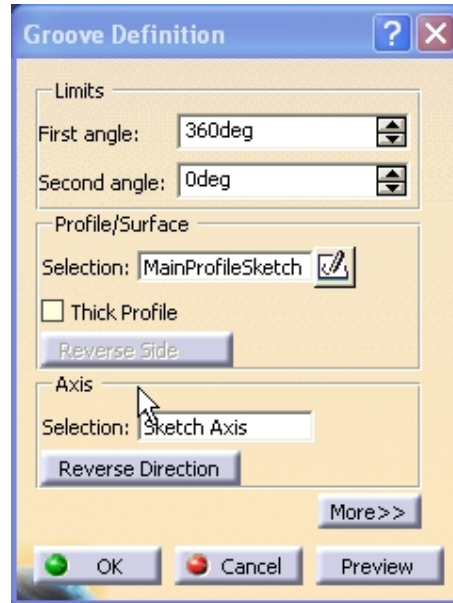 Groove Definition ? X
Limits
First angle: 360deg
Second angle: 0deg
Profile/Surface
Selection: MainProfileSketch
Thick Profile
Reverse Side
Axis
Selection: Sketch Axis
Reverse Direction
More>>
OK Cancel Preview